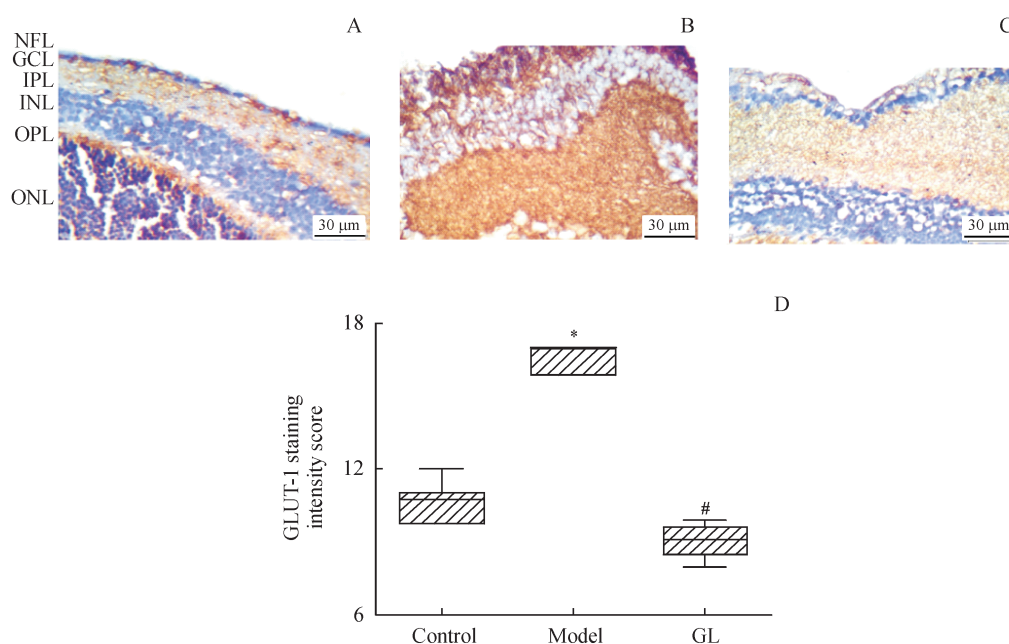 A
B
C
NFL
GCL
IPL
INL
OPL
ONL
30 μm
30 μm
30 μm
D
18
12
6
GLUT-1 staining
intensity score
*
#
Control
Model
GL